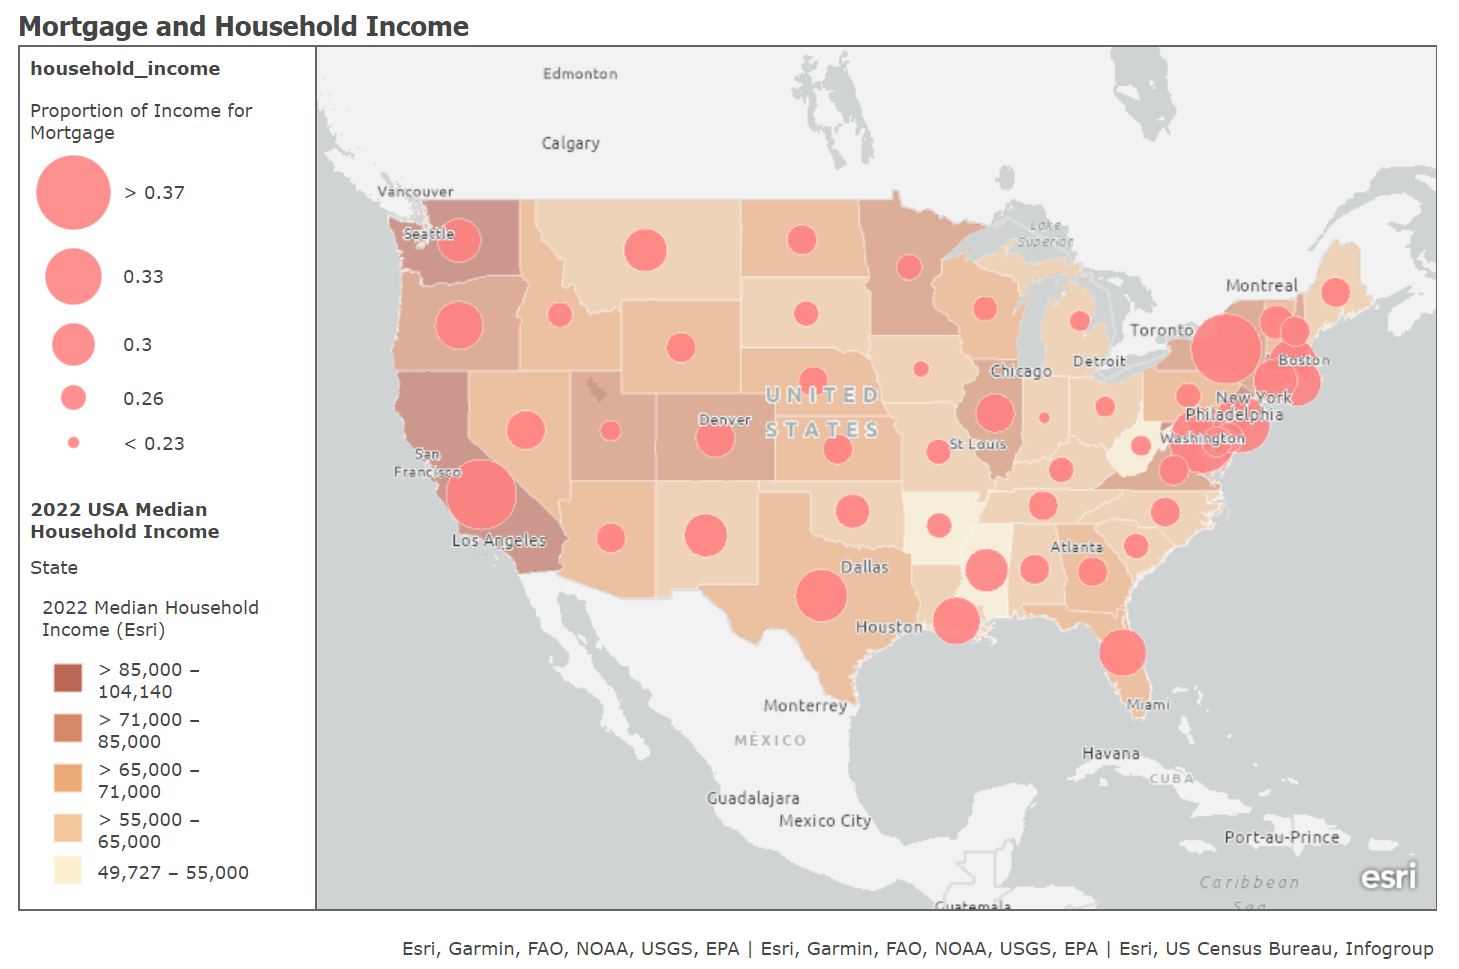 Mortgage and Household Income
household_income
Proportion of Income for
Mortgage
> 0.37
0.33
0.3
0.26
< 0.23
2022 USA Median
Household Income
State
2022 Median Household
Income (Esri)
> 85,000 –
104,140
> 71,000 –
85,000
> 65,000 –
71,000
> 55,000 –
65,000
49,727 – 55,000
Edmonton
Calgary
Vancouver
Seattle
Lake
Superior
Montreal
Toronto
Boston
Detroit
Chicago
New York
Philadelphia
UNITED
STATES
Denver
St Louis
Washington
San
Francisco
Los Angeles
Atlanta
Dallas
Houston
Miami
Monterrey
MÉXICO
Havana
CUBA
Guadalajara
Mexico City
Port-au-Prince
esri
Caribbean
Sea
Guatemala
Esri, Garmin, FAO, NOAA, USGS, EPA | Esri, Garmin, FAO, NOAA, USGS, EPA | Esri, US Census Bureau, Infogroup